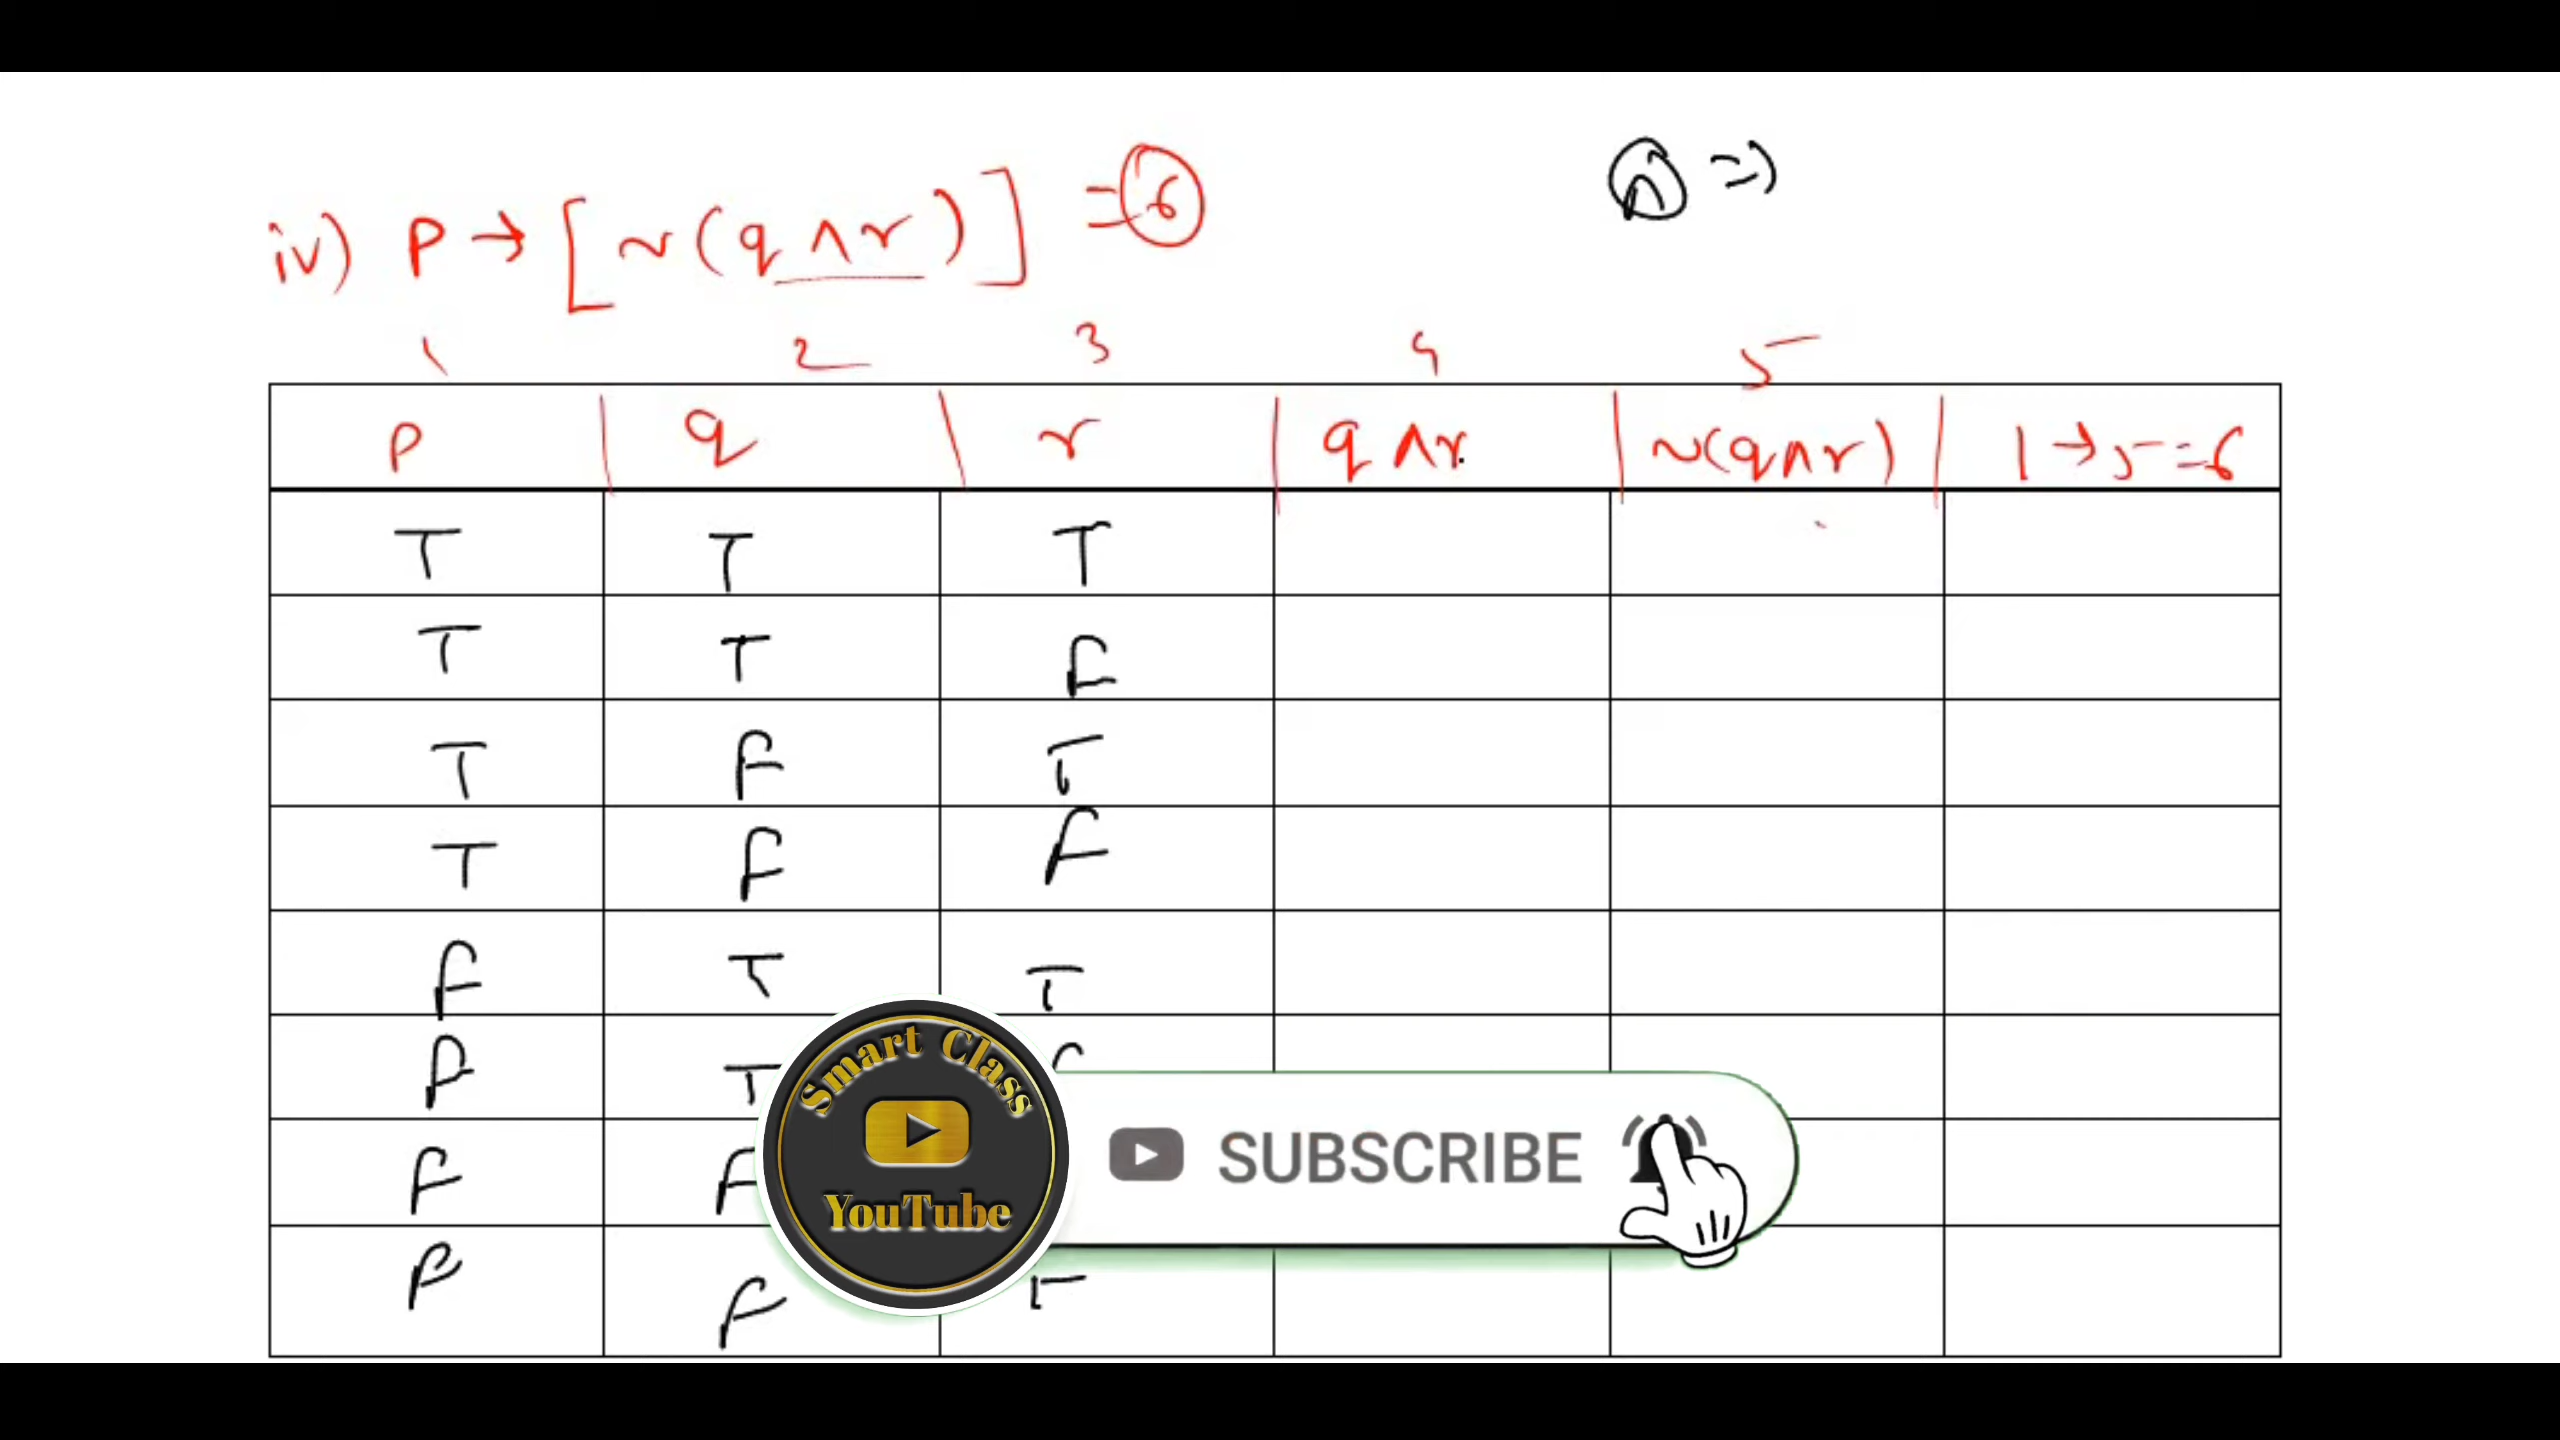 iv) p → [~(q ∧ r)] = 6
∧ =>
1 2 3 4 5
p q r q ∧ r ~(q∧r) 1 → 5 = 6
T T T
T T F
T F T
T F F
F T T
F T
F F
F F
Smart Class
YouTube
SUBSCRIBE